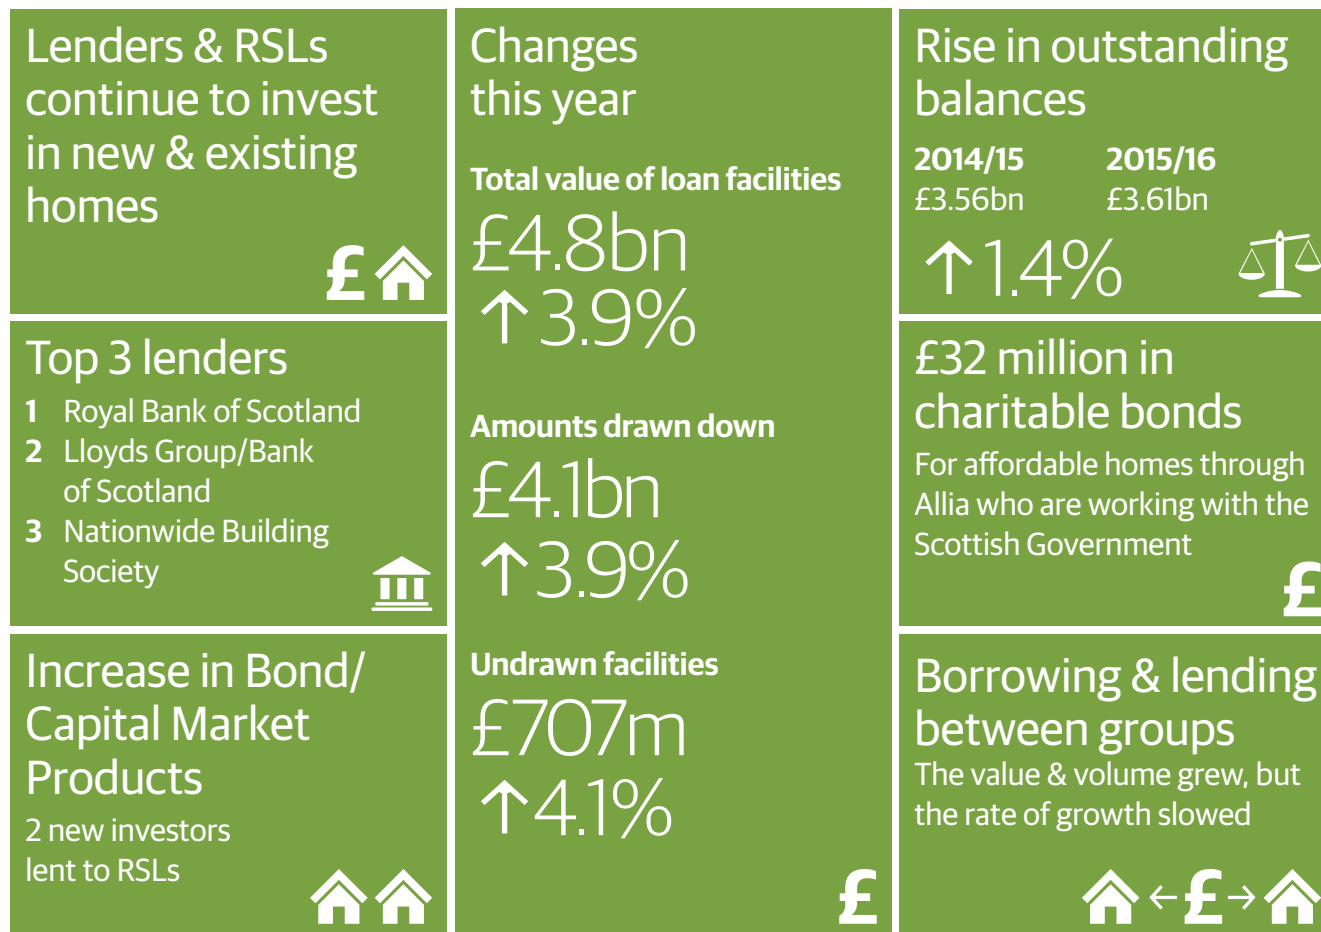 Lenders & RSLs
continue to invest
in new & existing
homes
£
Top 3 lenders
1 Royal Bank of Scotland
2 Lloyds Group/Bank
of Scotland
3 Nationwide Building
Society
Increase in Bond/
Capital Market
Products
2 new investors
lent to RSLs
Changes
this year
Total value of loan facilities
£4.8bn
↑3.9%
Amounts drawn down
£4.1bn
↑3.9%
Undrawn facilities
£707m
↑4.1%
£
Rise in outstanding
balances
2014/15 2015/16
£3.56bn £3.61bn
↑1.4%
£32 million in
charitable bonds
For affordable homes through
Allia who are working with the
Scottish Government
£
Borrowing & lending
between groups
The value & volume grew, but
the rate of growth slowed
←£→